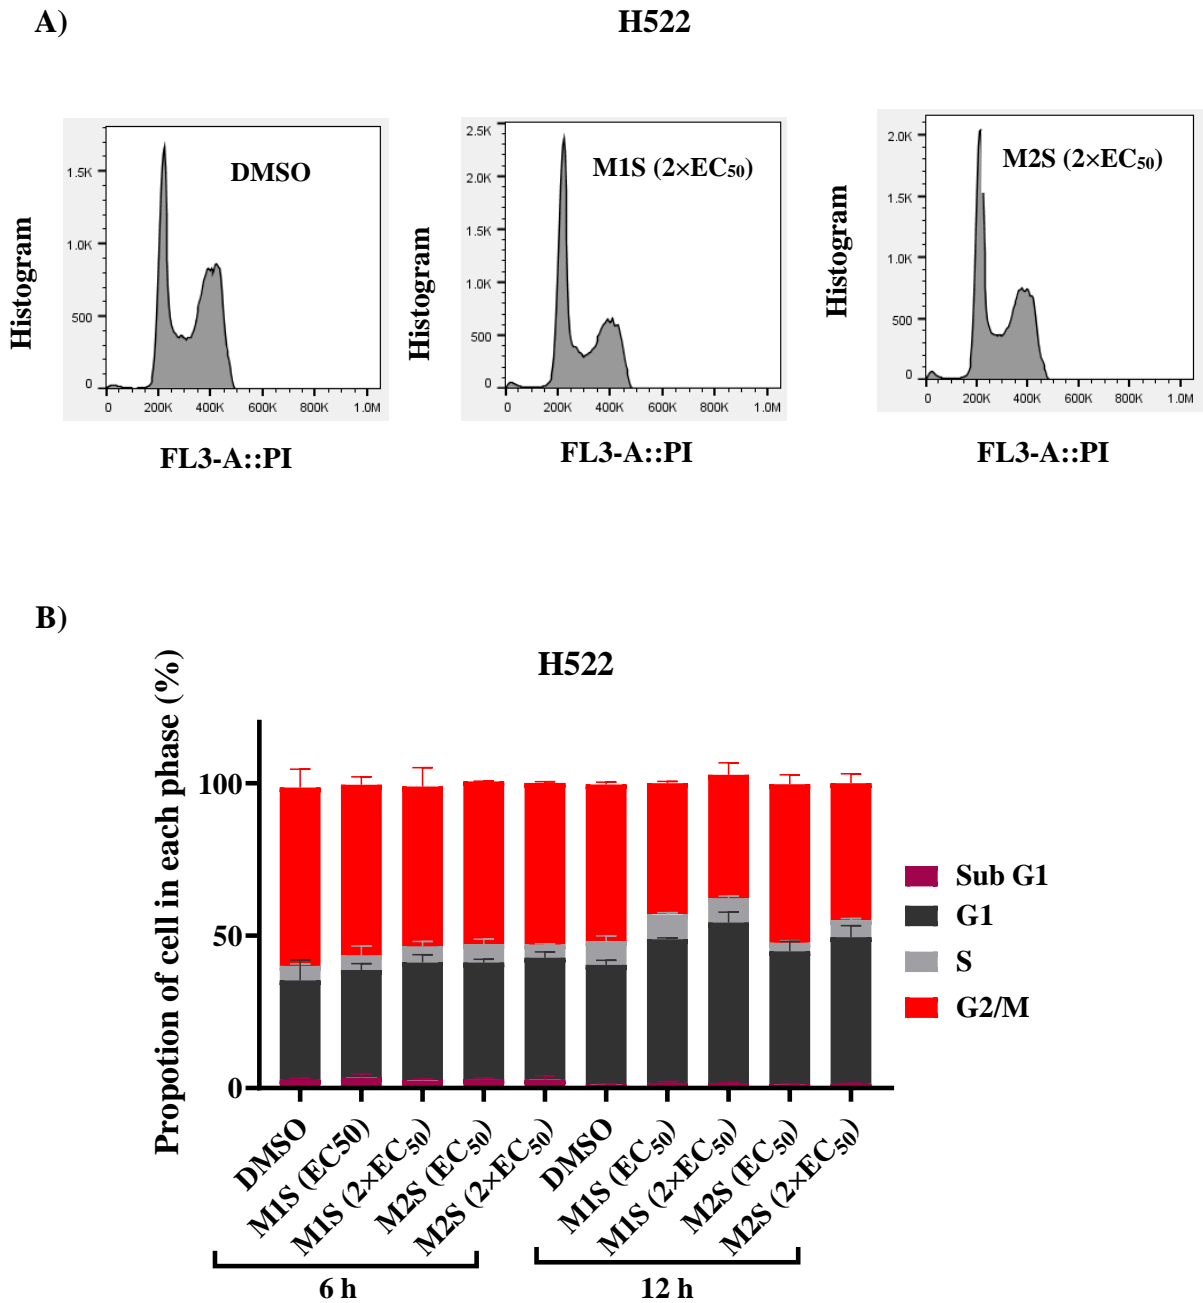 A)
H522
DMSO
M1S (2×EC₅₀)
M2S (2×EC₅₀)
1.5K
1.0K
500
0
0 200K 400K 600K 800K 1.0M
2.5K
2.0K
1.5K
1.0K
500
0
0 200K 400K 600K 800K 1.0M
2.0K
1.5K
1.0K
500
0
0 200K 400K 600K 800K 1.0M
Histogram
Histogram
Histogram
FL3-A::PI
FL3-A::PI
FL3-A::PI
B)
H522
Propotion of cell in each phase (%)
100
50
0
Sub G1
G1
S
G2/M
DMSO
M1S (EC50)
M1S (2×EC₅₀)
M2S (EC₅₀)
M2S (2×EC₅₀)
DMSO
M1S (EC₅₀)
M1S (2×EC₅₀)
M2S (EC₅₀)
M2S (2×EC₅₀)
6 h
12 h